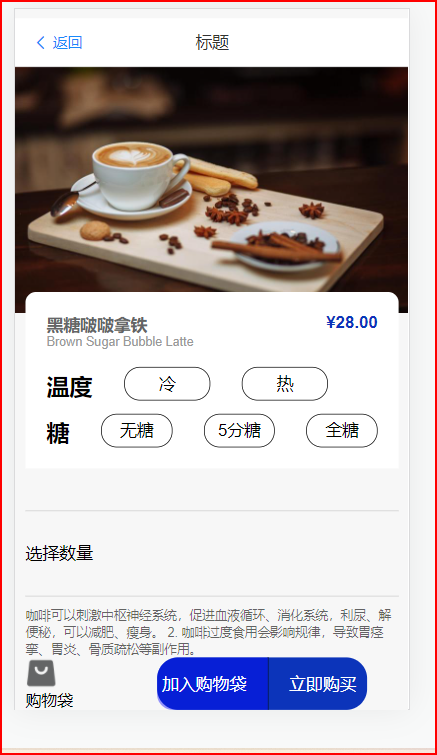 返回
标题
黑糖啵啵拿铁
¥28.00
Brown Sugar Bubble Latte
温度
冷
热
糖
无糖
5分糖
全糖
选择数量
咖啡可以刺激中枢神经系统，促进血液循环、消化系统，利尿、解
便秘，可以减肥、瘦身。 2. 咖啡过度食用会影响规律，导致胃痉
挛、胃炎、骨质疏松等副作用。
购物袋
加入购物袋
立即购买